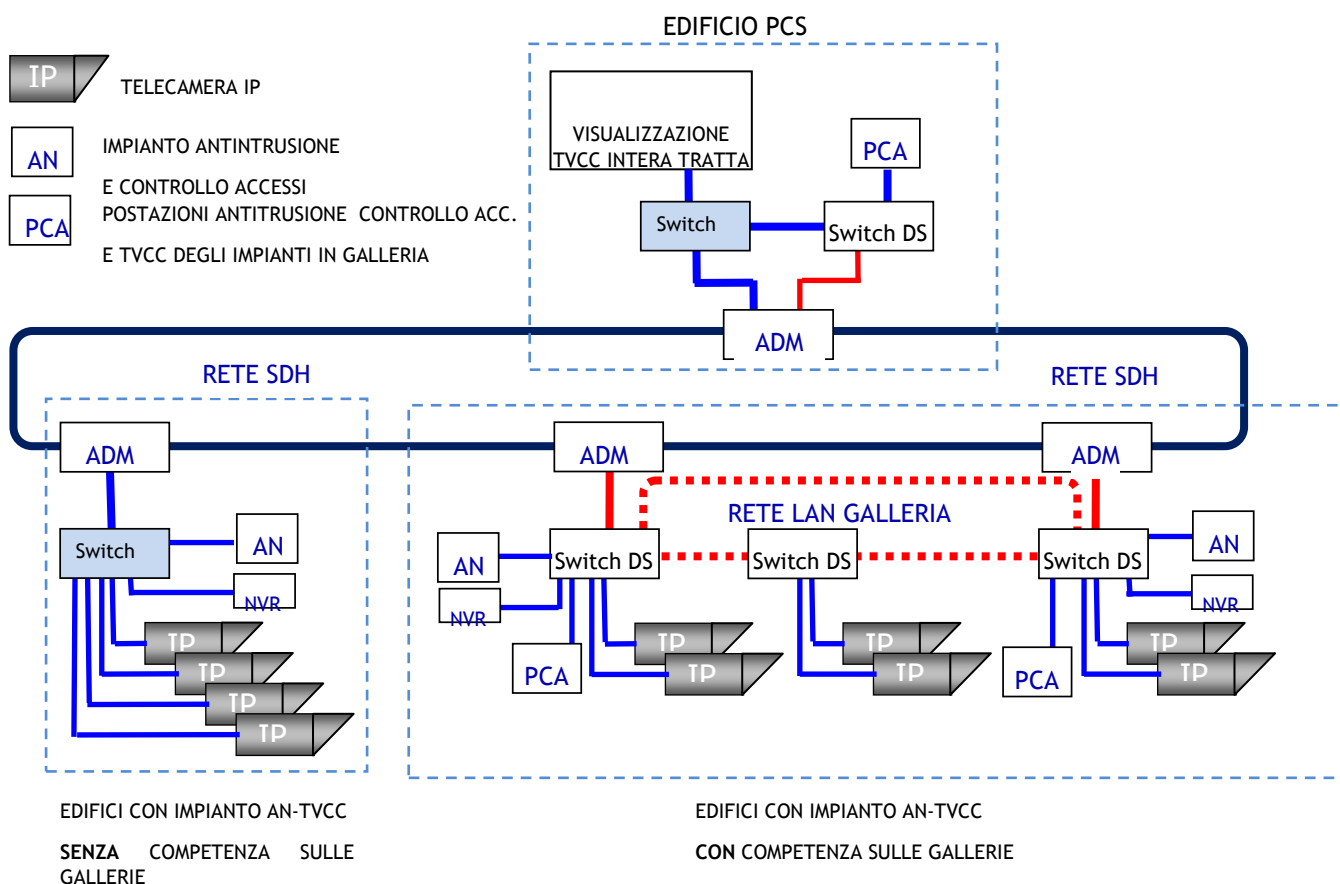 EDIFICIO PCS
IP
TELECAMERA IP
AN
IMPIANTO ANTINTRUSIONE
E CONTROLLO ACCESSI
PCA
POSTAZIONI ANTITRUSIONE CONTROLLO ACC.
E TVCC DEGLI IMPIANTI IN GALLERIA
VISUALIZZAZIONE
TVCC INTERA TRATTA
PCA
Switch
Switch DS
ADM
RETE SDH
RETE SDH
ADM
ADM
ADM
RETE LAN GALLERIA
Switch
AN
NVR
IP
IP
IP
IP
AN
NVR
Switch DS
PCA
IP
IP
Switch DS
IP
IP
Switch DS
AN
NVR
PCA
IP
IP
EDIFICI CON IMPIANTO AN-TVCC
SENZA COMPETENZA SULLE
GALLERIE
EDIFICI CON IMPIANTO AN-TVCC
CON COMPETENZA SULLE GALLERIE